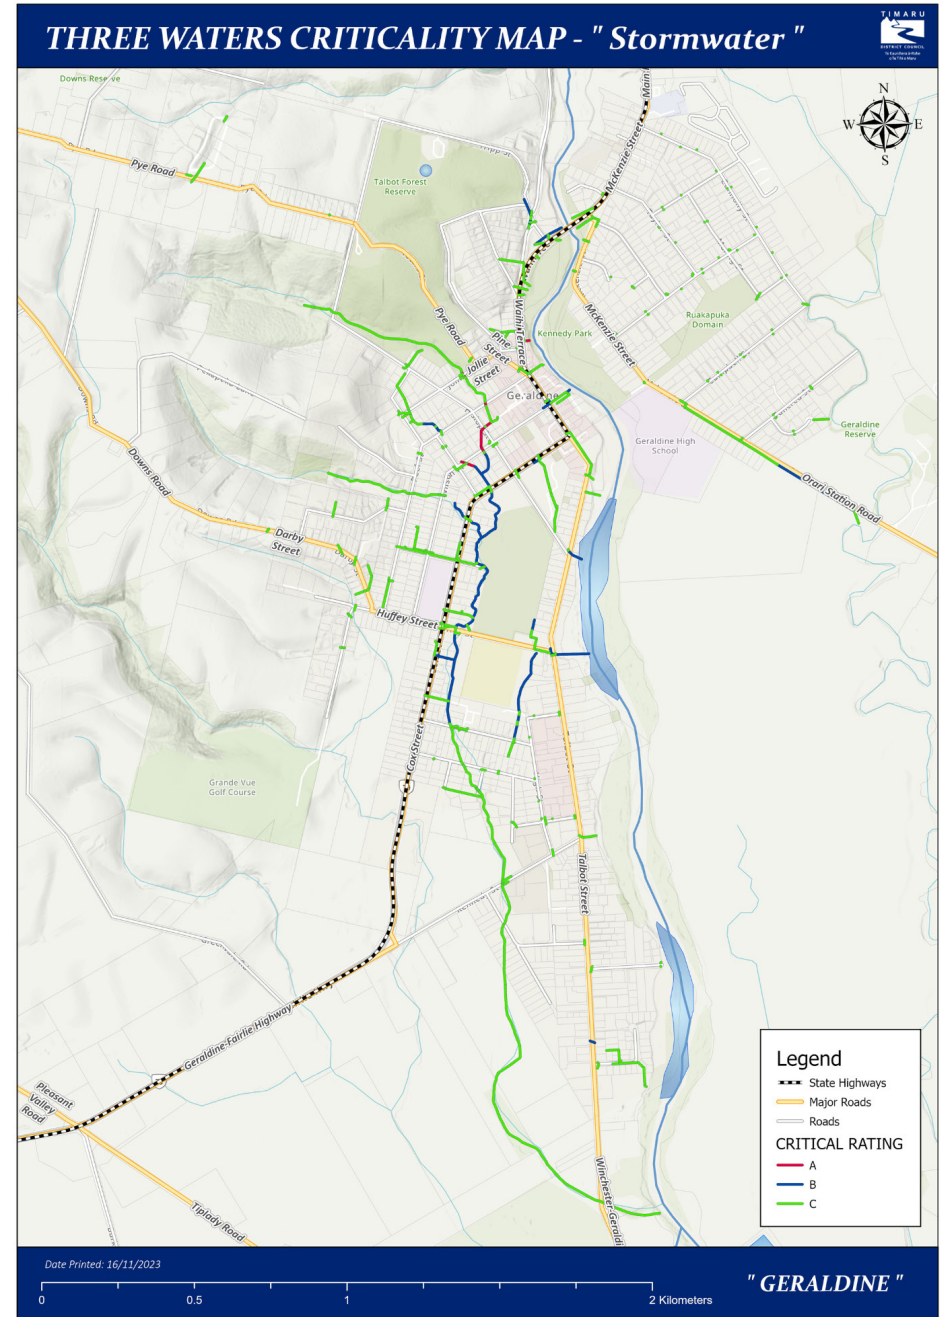 THREE WATERS CRITICALITY MAP - " Stormwater "
TIMARU
DISTRICT COUNCIL
N
W
E
S
Downs Reserve
Pye Road
Talbot Forest
Reserve
McKenzie Street
Main
Waihi Terrace
Pye Road
Pine
Street
Jollie
Street
Kennedy Park
McKenzie Street
Ruakapuka
Domain
Geraldine
Geraldine High
School
Geraldine
Reserve
Orari Station Road
Downs Road
Darby
Street
Huffey Street
Cox Street
Grande Vue
Golf Course
Talbot Street
Geraldine-Fairlie Highway
Pleasant
Valley
Road
Tiplady Road
Winchester-Geraldi
Legend
State Highways
Major Roads
Roads
CRITICAL RATING
A
B
C
Date Printed: 16/11/2023
0
0.5
1
2 Kilometers
" GERALDINE "